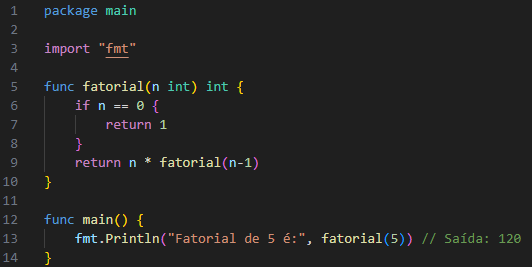 1 package main
2
3 import "fmt"
4
5 func fatorial(n int) int {
6     if n == 0 {
7         return 1
8     }
9     return n * fatorial(n-1)
10 }
11
12 func main() {
13     fmt.Println("Fatorial de 5 é:", fatorial(5)) // Saída: 120
14 }